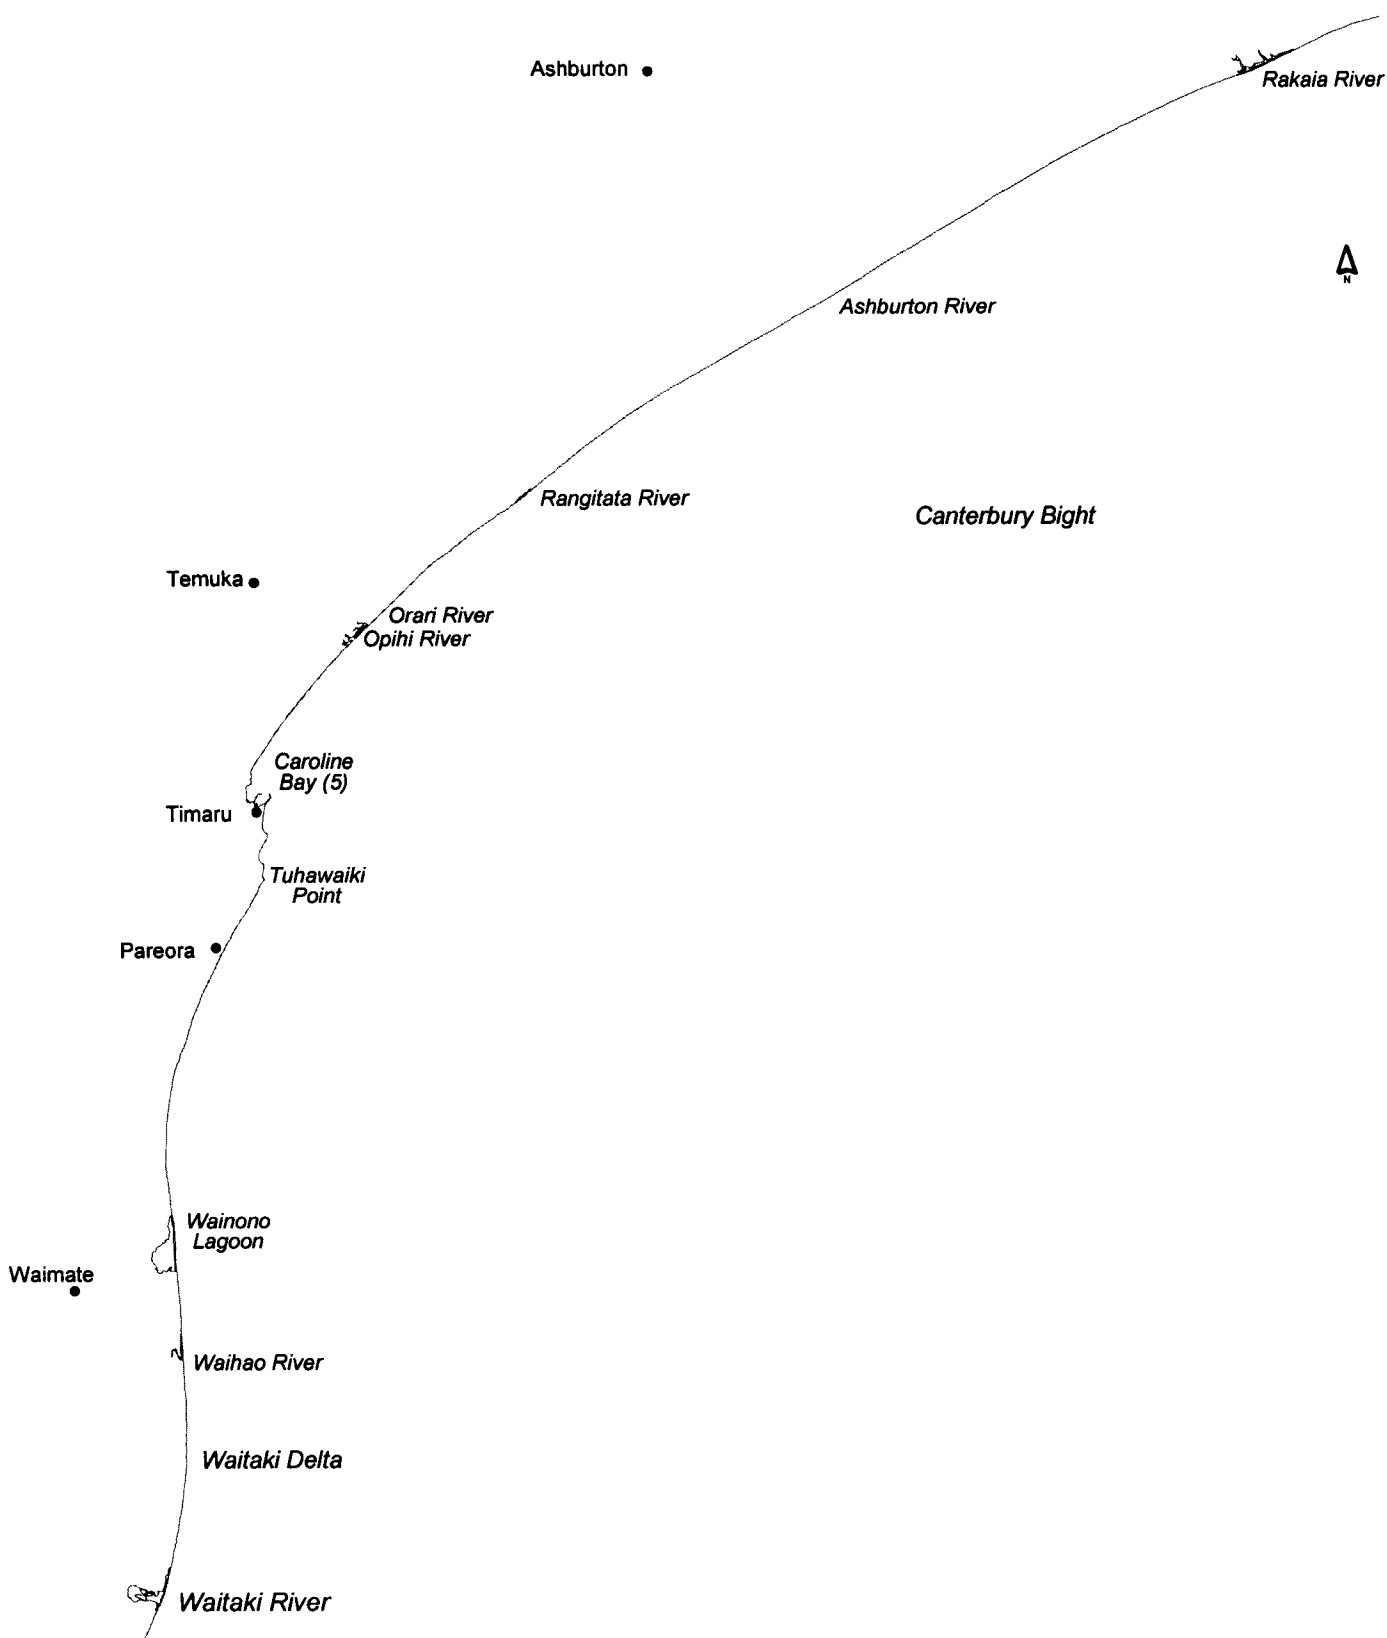 Ashburton
Rakaia River
N
Ashburton River
Rangitata River
Canterbury Bight
Temuka
Orari River
Opihi River
Caroline
Bay (5)
Timaru
Tuhawaiki
Point
Pareora
Wainono
Lagoon
Waimate
Waihao River
Waitaki Delta
Waitaki River